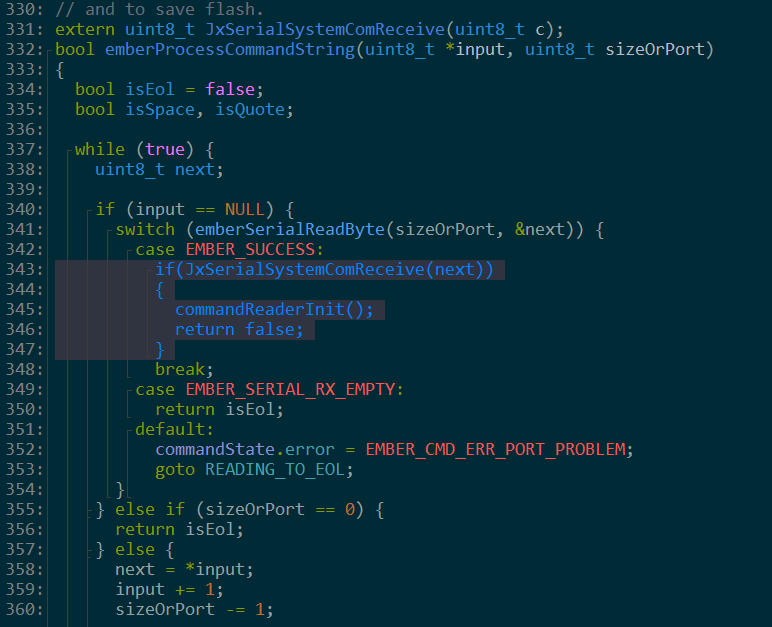 330: // and to save flash.
331: extern uint8_t JxSerialSystemComReceive(uint8_t c);
332: bool emberProcessCommandString(uint8_t *input, uint8_t sizeOrPort)
333: {
334:   bool isEol = false;
335:   bool isSpace, isQuote;
336:
337:   while (true) {
338:     uint8_t next;
339:
340:     if (input == NULL) {
341:       switch (emberSerialReadByte(sizeOrPort, &next)) {
342:         case EMBER_SUCCESS:
343:           if(JxSerialSystemComReceive(next))
344:           {
345:             commandReaderInit();
346:             return false;
347:           }
348:           break;
349:         case EMBER_SERIAL_RX_EMPTY:
350:           return isEol;
351:         default:
352:           commandState.error = EMBER_CMD_ERR_PORT_PROBLEM;
353:           goto READING_TO_EOL;
354:       }
355:     } else if (sizeOrPort == 0) {
356:       return isEol;
357:     } else {
358:       next = *input;
359:       input += 1;
360:       sizeOrPort -= 1;